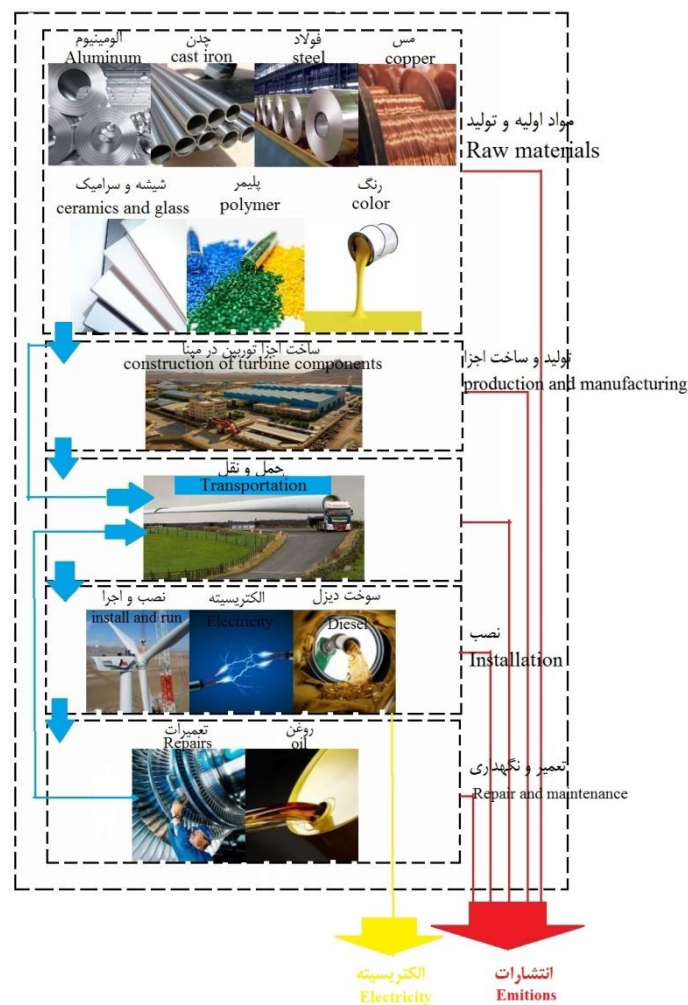 آلومینیوم
Aluminum
چدن
cast iron
فولاد
steel
مس
copper
مواد اولیه و تولید
Raw materials
شیشه و سرامیک
ceramics and glass
پلیمر
polymer
رنگ
color
ساخت اجزا توربین در مپنا
construction of turbine components
تولید و ساخت اجزا
production and manufacturing
حمل و نقل
Transportation
نصب و اجرا
install and run
الکتریسیته
Electricity
سوخت دیزل
Diesel
نصب
Installation
تعمیرات
Repairs
روغن
oil
تعمیر و نگهداری
Repair and maintenance
الکتریسیته
Electricity
انتشارات
Emitions